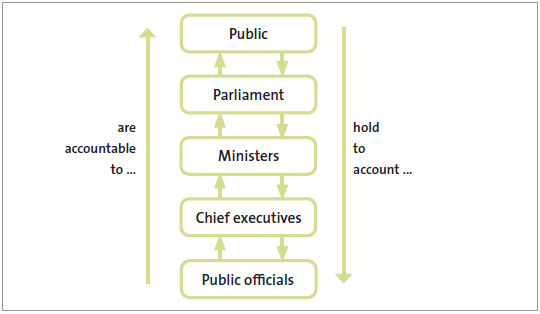 Public
Parliament
are
accountable
to ...
hold
to
account ...
Ministers
Chief executives
Public officials